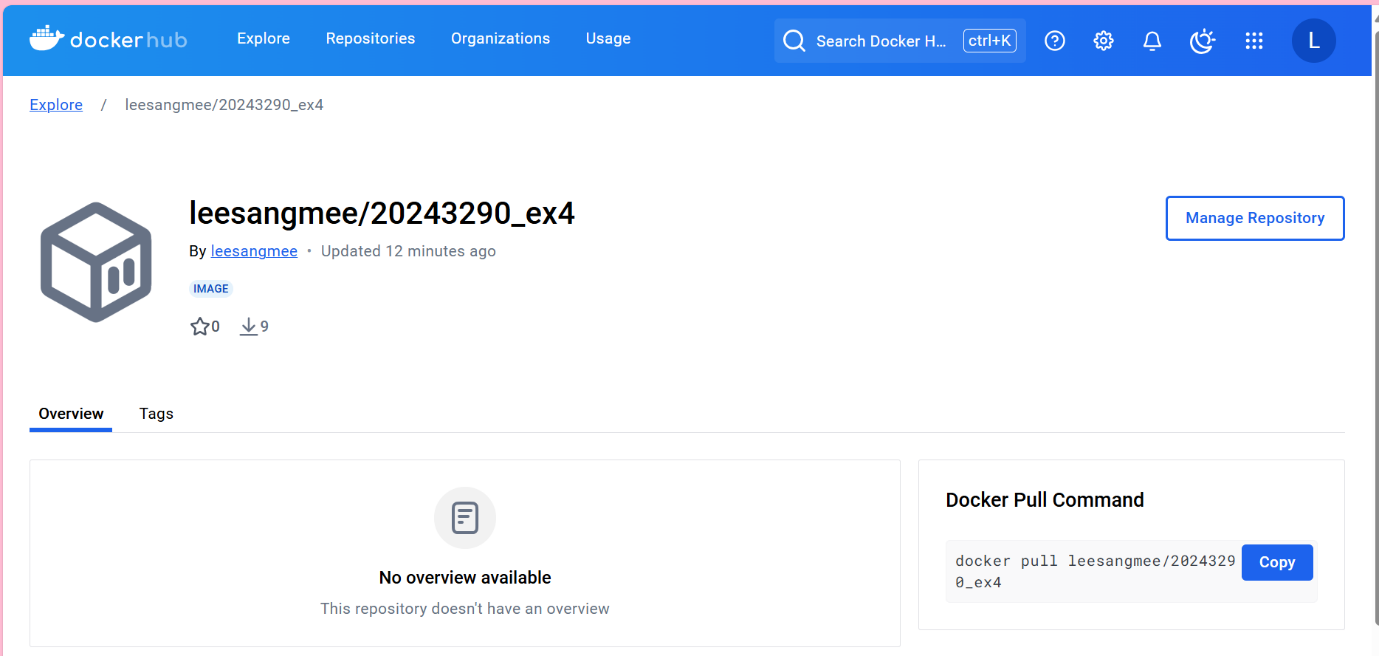 dockerhub Explore Repositories Organizations Usage Search Docker H... ctrl+K L
Explore / leesangmee/20243290_ex4
leesangmee/20243290_ex4
Manage Repository
By leesangmee • Updated 12 minutes ago
IMAGE
0 9
Overview Tags
No overview available
This repository doesn't have an overview
Docker Pull Command
docker pull leesangmee/2024329
0_ex4
Copy